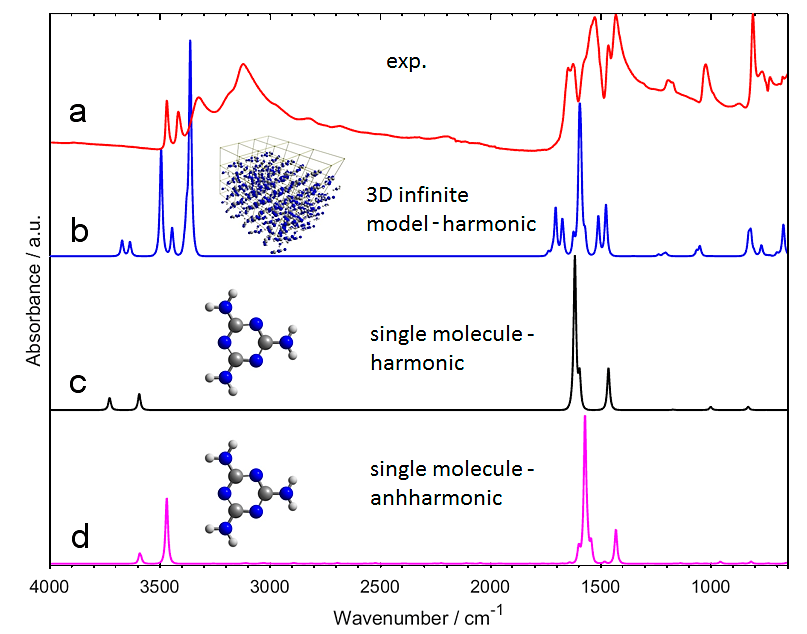 exp.
a
3D infinite
model-harmonic
b
single molecule-
harmonic
c
single molecule-
anhharmonic
d
Absorbance / a.u.
4000 3500 3000 2500 2000 1500 1000
Wavenumber / cm-1